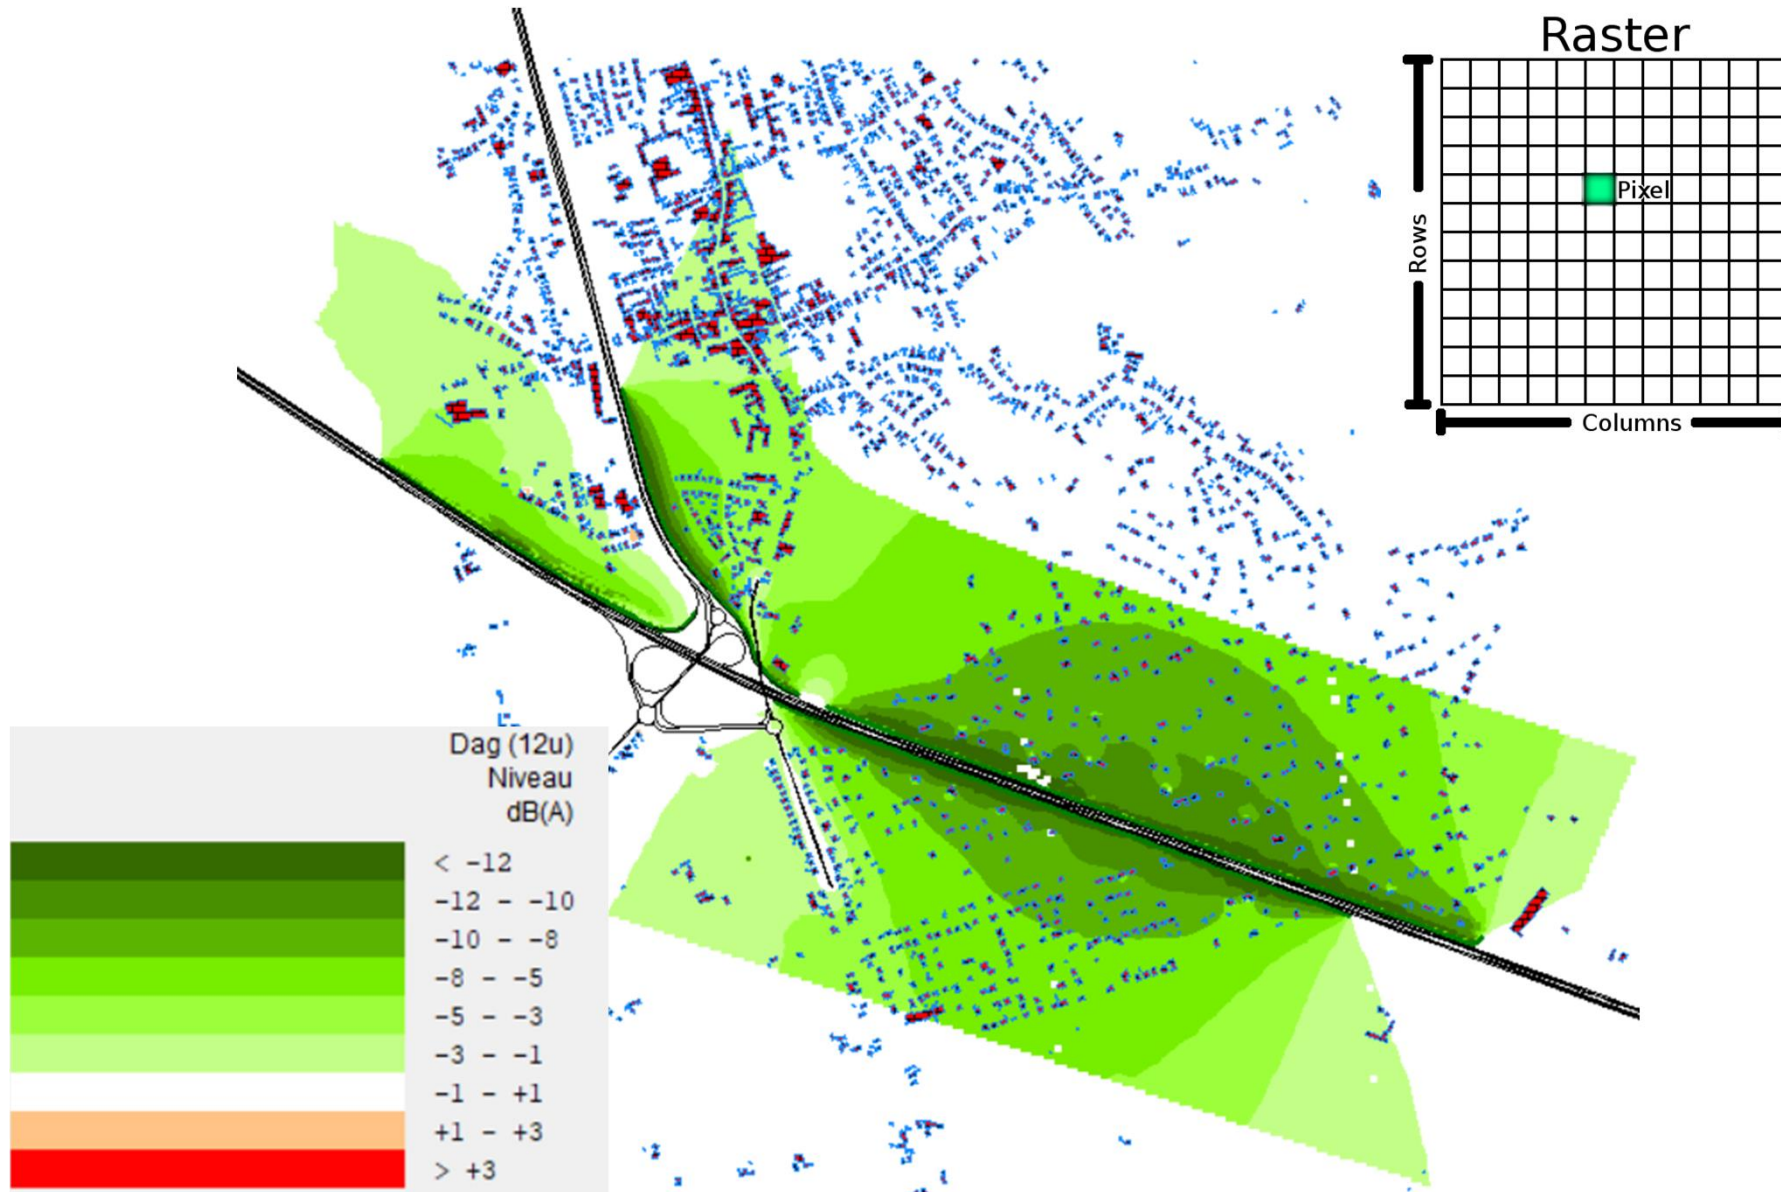 Raster
Pixel
Rows
Columns
Dag (12u)
Niveau
dB(A)
< -12
-12 - -10
-10 - -8
-8 - -5
-5 - -3
-3 - -1
-1 - +1
+1 - +3
> +3